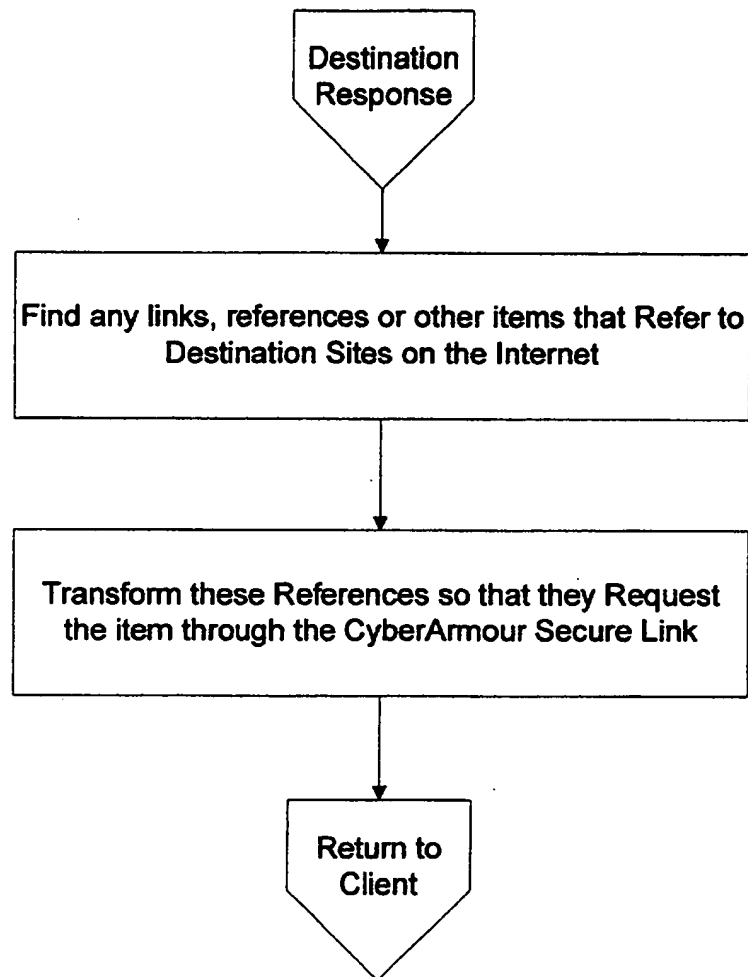 Destination
Response
Find any links, references or other items that Refer to
Destination Sites on the Internet
Transform these References so that they Request
the item through the CyberArmour Secure Link
Return to
Client